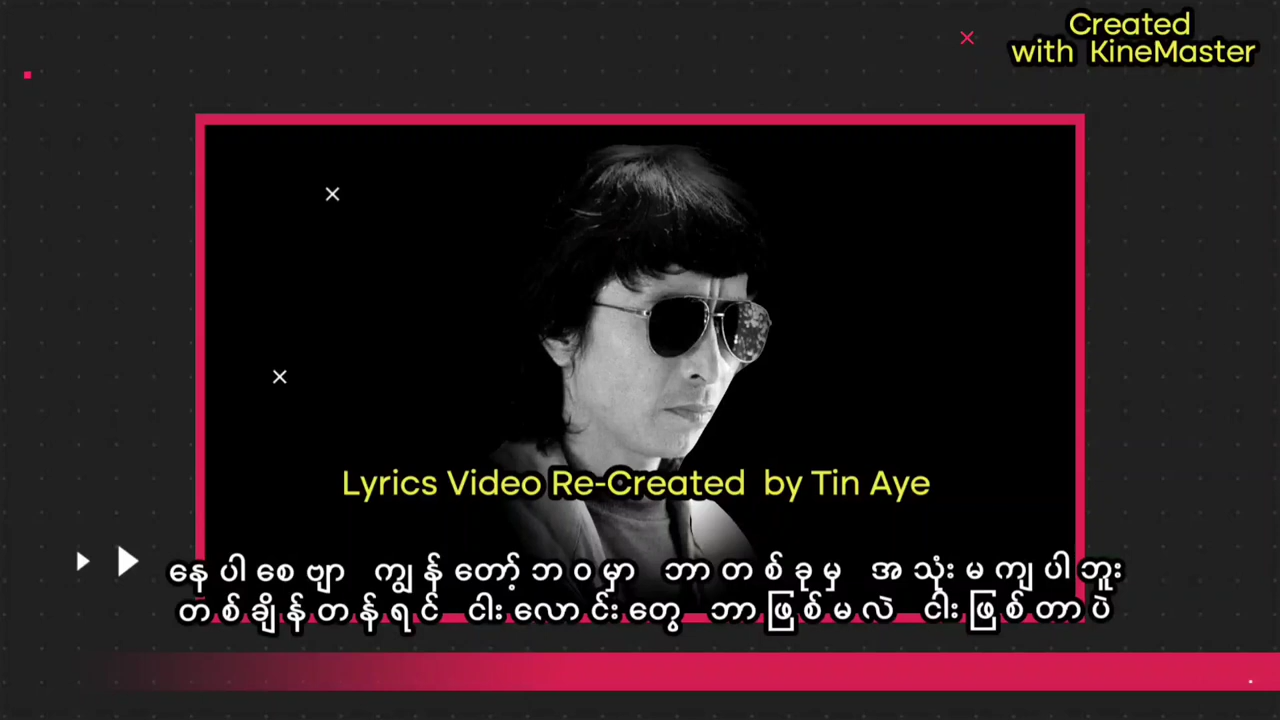 Created
with KineMaster
Lyrics Video Re-Created by Tin Aye
နေပါစေဗျာ ကျွန်တော့်ဘဝမှာ ဘာတစ်ခုမှ အသုံးမကျပါဘူး
တစ်ချိန်တန်ရင် ငါးလောင်းတွေ ဘာဖြစ်မလဲ ငါးဖြစ်တာပဲ